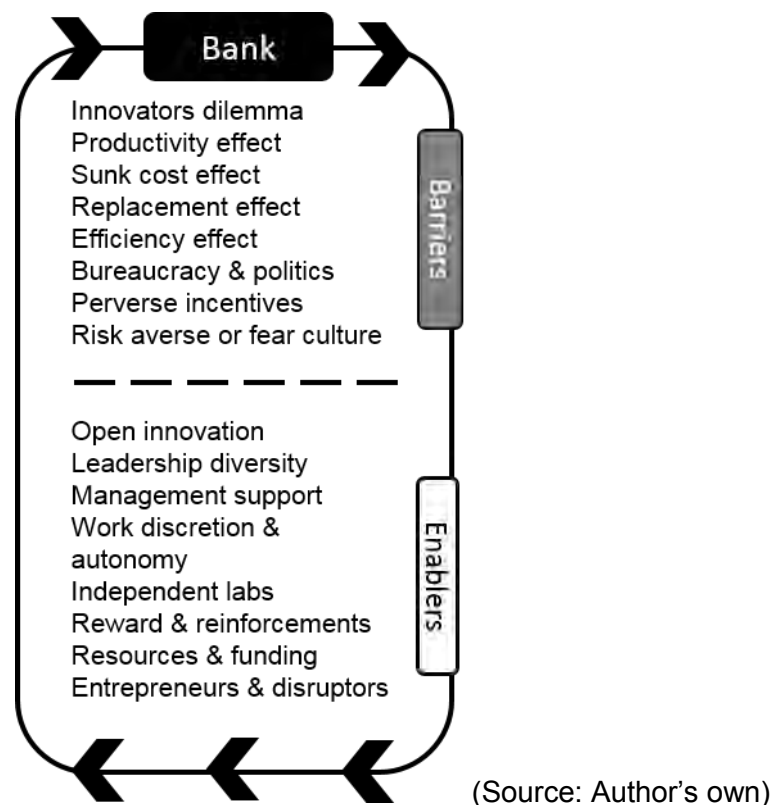 Bank
Innovators dilemma
Productivity effect
Sunk cost effect
Replacement effect
Efficiency effect
Bureaucracy & politics
Perverse incentives
Risk averse or fear culture
Barriers
Open innovation
Leadership diversity
Management support
Work discretion &
autonomy
Independent labs
Reward & reinforcements
Resources & funding
Entrepreneurs & disruptors
Enablers
(Source: Author’s own)